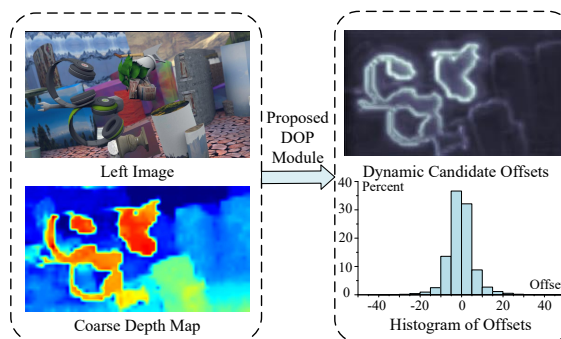 Left Image
Coarse Depth Map
Proposed
DOP
Module
Dynamic Candidate Offsets
Percent
40
30
20
10
0
Offset
-40 -20 0 20 40
Histogram of Offsets